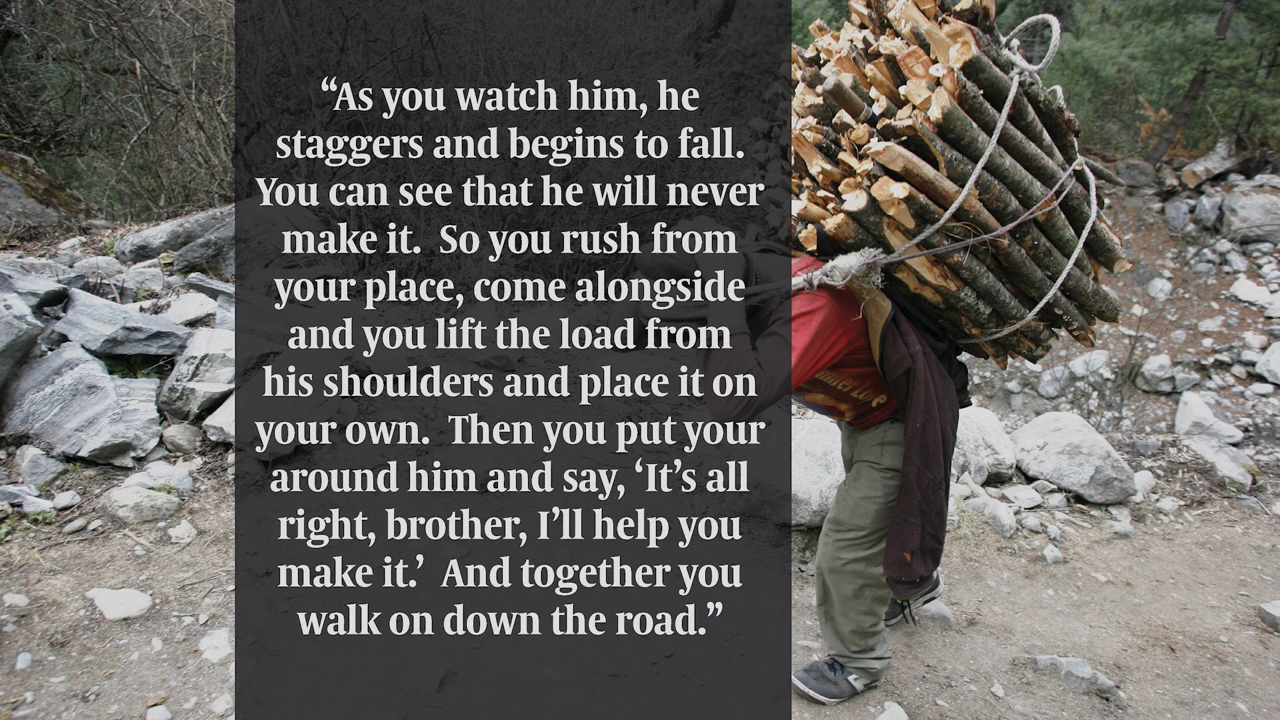 “As you watch him, he
staggers and begins to fall.
You can see that he will never
make it.  So you rush from
your place, come alongside
and you lift the load from
his shoulders and place it on
your own.  Then you put your
around him and say, ‘It’s all
right, brother, I’ll help you
make it.’  And together you
walk on down the road.”